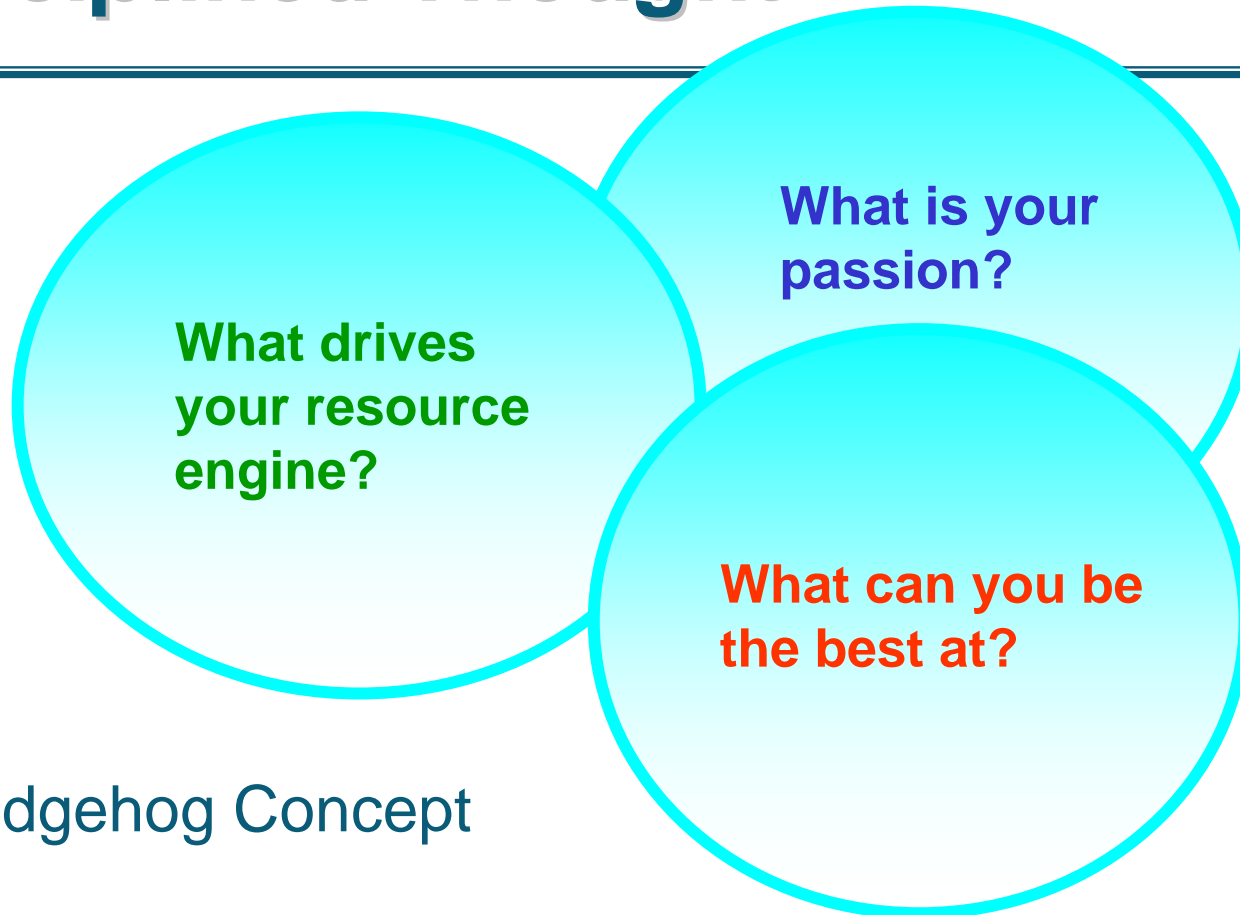 What is your
passion?
What drives
your resource
engine?
What can you be
the best at?
dgehog Concept